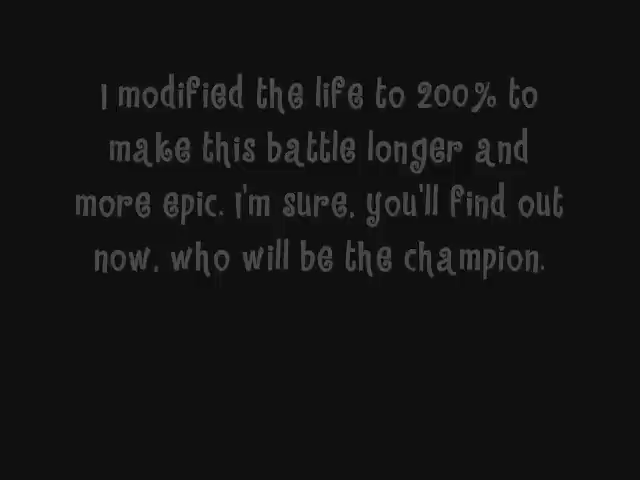 I modified the life to 200% to
make this battle longer and
more epic. i'm sure, you'll find out
now, who will be the champion.